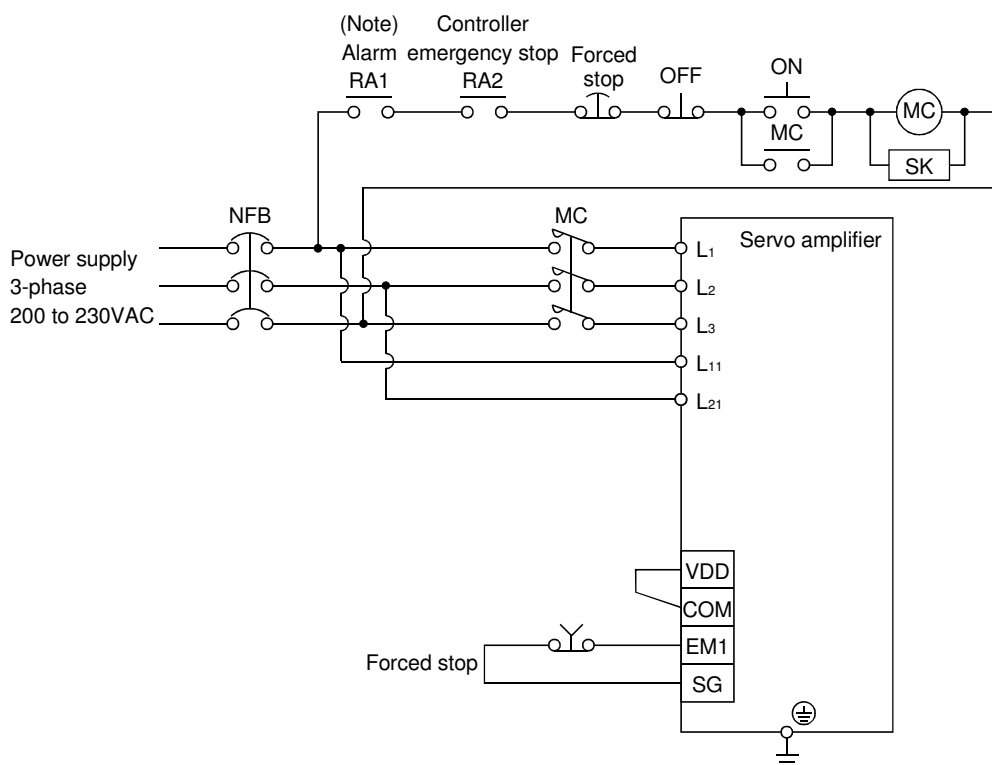 (Note)
Alarm
RA1
Controller
emergency stop
RA2
Forced
stop
OFF
ON
MC
MC
SK
NFB
MC
Power supply
3-phase
200 to 230VAC
Servo amplifier
L1
L2
L3
L11
L21
VDD
COM
EM1
SG
Forced stop